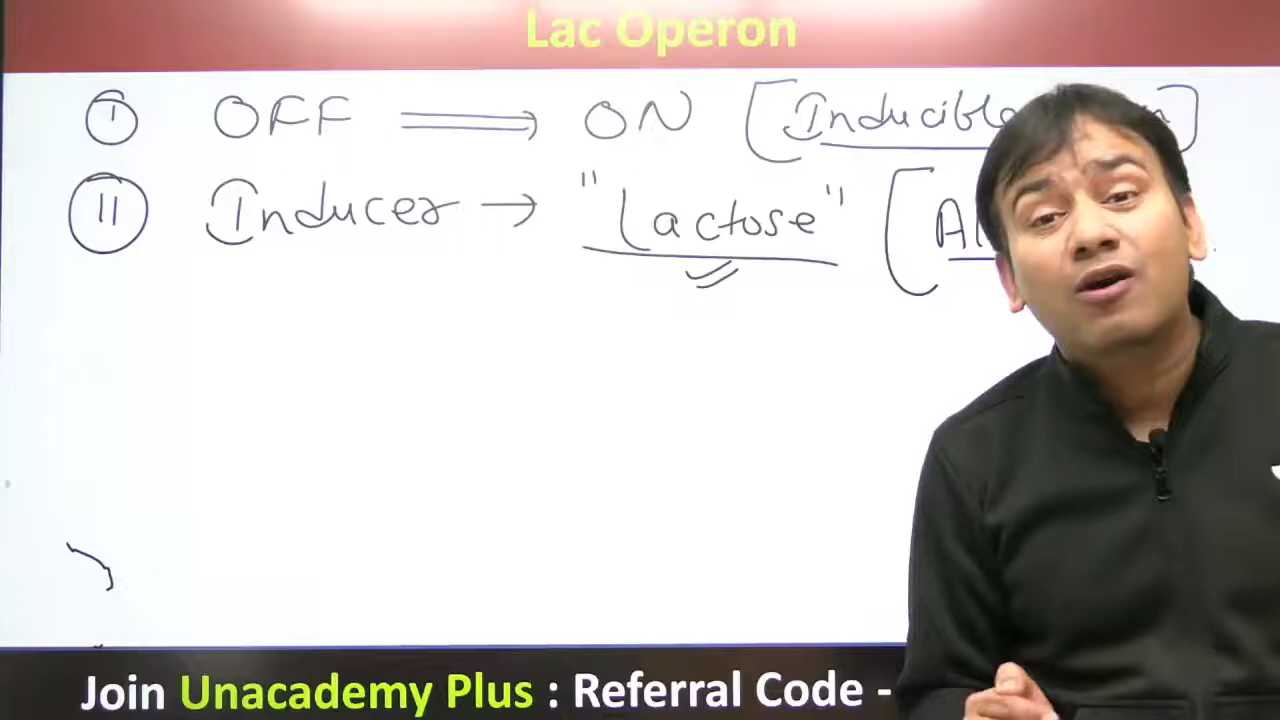 Lac Operon
I OFF ⟹ ON [Inducible
II Inducer → "Lactose" [Al
Join Unacademy Plus : Referral Code -